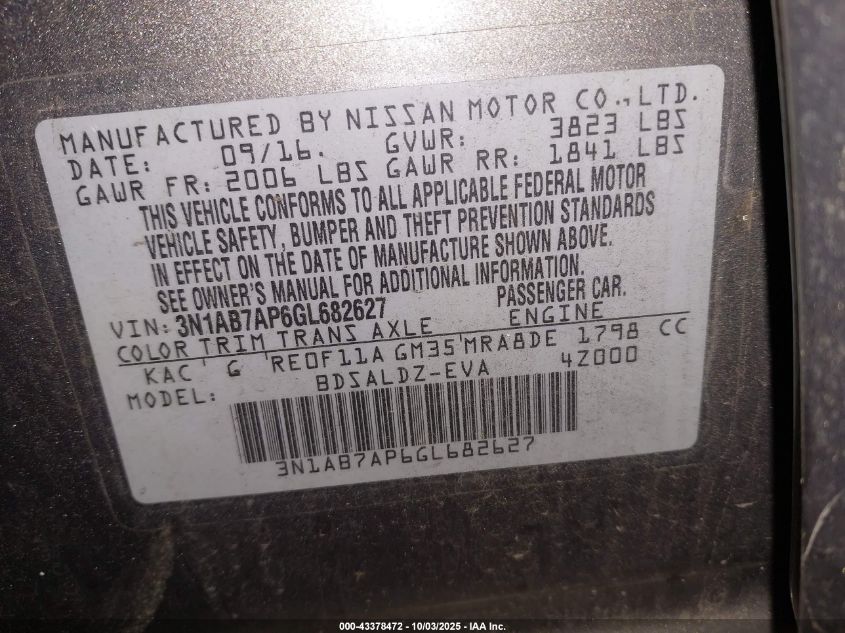 MANUFACTURED BY NISSAN MOTOR CO., LTD.
DATE: 09/16. GVWR: 3823 LBS
GAWR FR: 2006 LBS GAWR RR: 1841 LBS
THIS VEHICLE CONFORMS TO ALL APPLICABLE FEDERAL MOTOR
VEHICLE SAFETY, BUMPER AND THEFT PREVENTION STANDARDS
IN EFFECT ON THE DATE OF MANUFACTURE SHOWN ABOVE.
SEE OWNER'S MANUAL FOR ADDITIONAL INFORMATION.
VIN: 3N1AB7AP6GL682627 PASSENGER CAR.
COLOR TRIM TRANS AXLE ENGINE
KAC' G 'RE0F11A GM35'MRA8DE 1798 CC
MODEL: BDSALDZ-EVA 4Z000
3N1AB7AP6GL682627
000-43378472 - 10/03/2025 - IAA Inc.